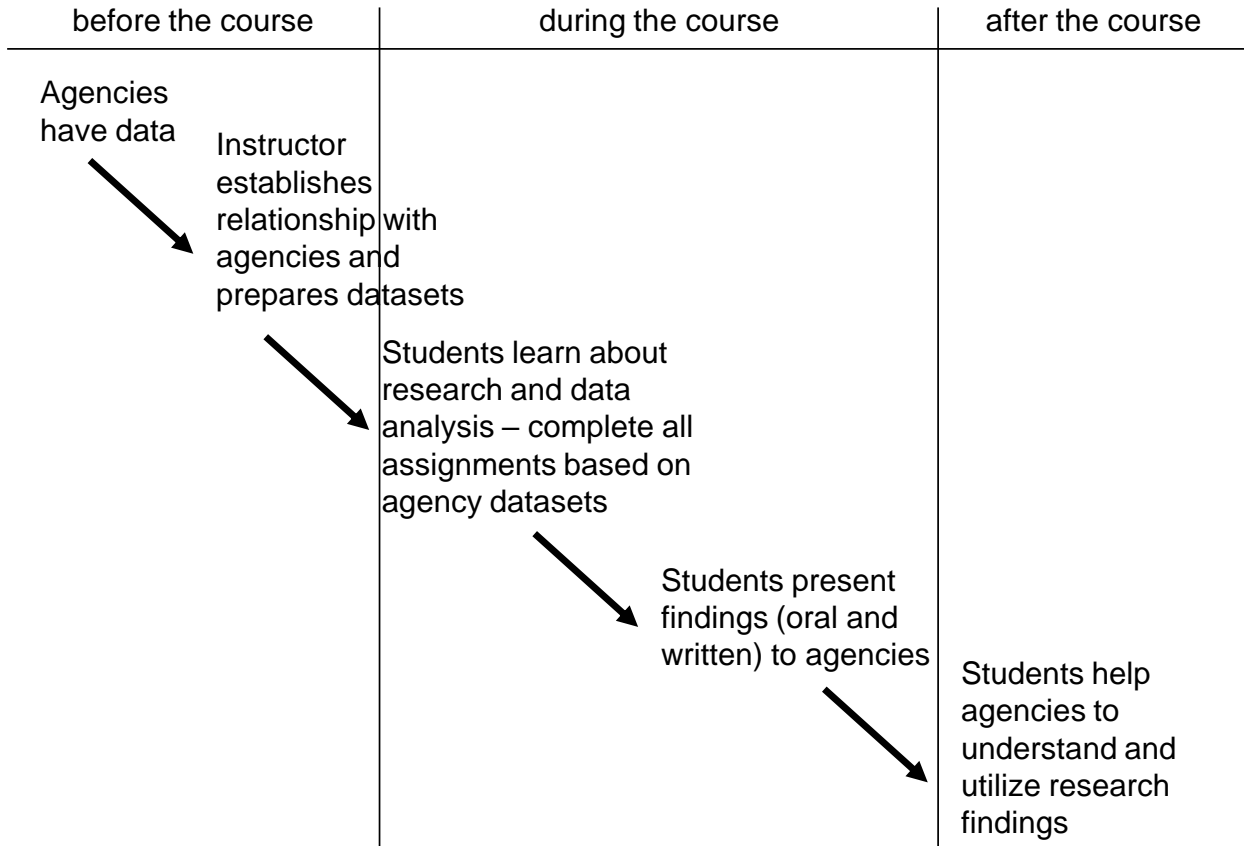 before the course
during the course
after the course
Agencies
have data
Instructor
establishes
relationship with
agencies and
prepares datasets
Students learn about
research and data
analysis – complete all
assignments based on
agency datasets
Students present
findings (oral and
written) to agencies
Students help
agencies to
understand and
utilize research
findings